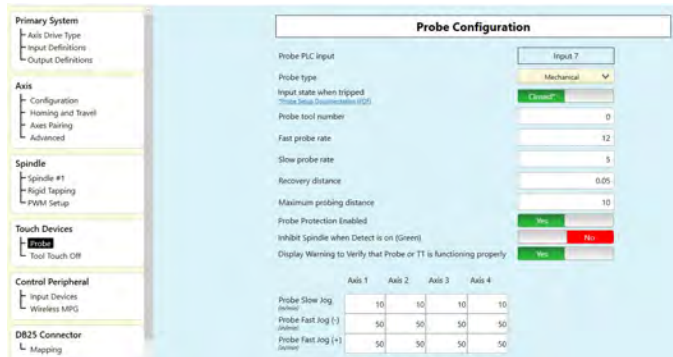 Primary System
Axis Drive Type
Input Definitions
Output Definitions
Axis
Configuration
Homing and Travel
Axes Pairing
Advanced
Spindle
Spindle #1
Rigid Tapping
PWM Setup
Touch Devices
Probe
Tool Touch Off
Control Peripheral
Input Devices
Wireless MPG
DB25 Connector
Mapping
Probe Configuration
Probe PLC input Input 7
Probe type Mechanical
Input state when tripped Closed*
*Probe Setup Documentation (PDF)
Probe tool number 0
Fast probe rate 12
Slow probe rate 5
Recovery distance 0.05
Maximum probing distance 10
Probe Protection Enabled Yes
Inhibit Spindle when Detect is on (Green) No
Display Warning to Verify that Probe or TT is functioning properly Yes
Axis 1 Axis 2 Axis 3 Axis 4
Probe Slow Jog 10 10 10 10
(in/min)
Probe Fast Jog (-) 50 50 50 50
(in/min)
Probe Fast Jog (+) 50 50 50 50
(in/min)